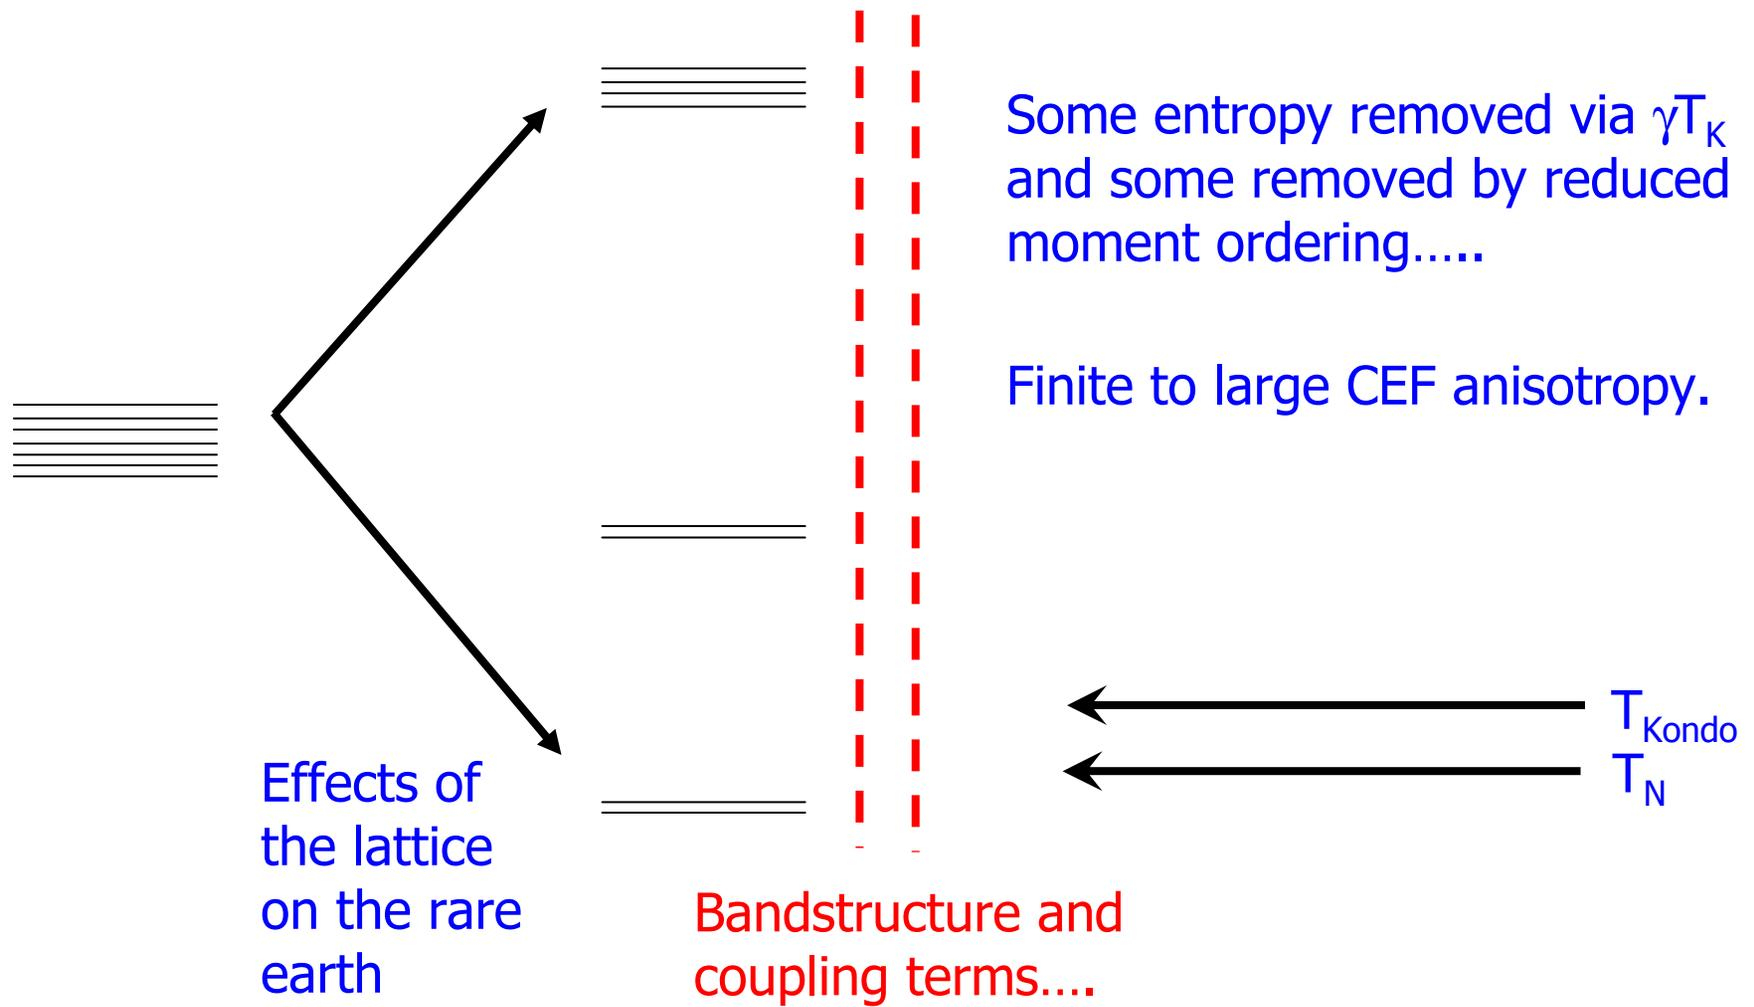 Some entropy removed via γT_K
and some removed by reduced
moment ordering…..
Finite to large CEF anisotropy.
T_Kondo
T_N
Effects of
the lattice
on the rare
earth
Bandstructure and
coupling terms….